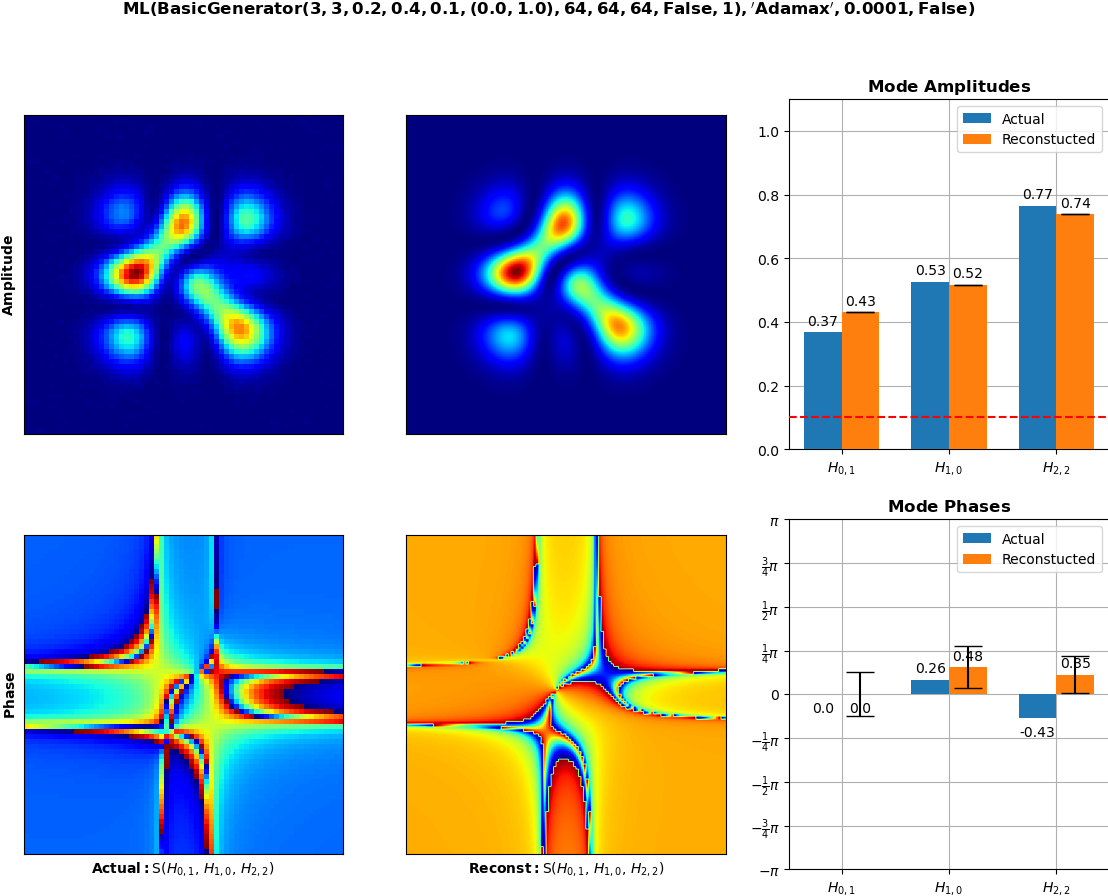 ML(BasicGenerator(3, 3, 0.2, 0.4, 0.1, (0.0, 1.0), 64, 64, 64, False, 1), 'Adamax', 0.0001, False)
Amplitude
Mode Amplitudes
Actual
Reconstucted
1.0
0.8
0.6
0.4
0.2
0.0
0.37
0.43
0.53
0.52
0.77
0.74
H0, 1
H1, 0
H2, 2
Phase
Actual: S(H0, 1, H1, 0, H2, 2)
Reconst: S(H0, 1, H1, 0, H2, 2)
Mode Phases
Actual
Reconstucted
π
3/4π
1/2π
1/4π
0
−1/4π
−1/2π
−3/4π
−π
0.0
0.0
0.26
0.48
-0.43
0.35
H0, 1
H1, 0
H2, 2